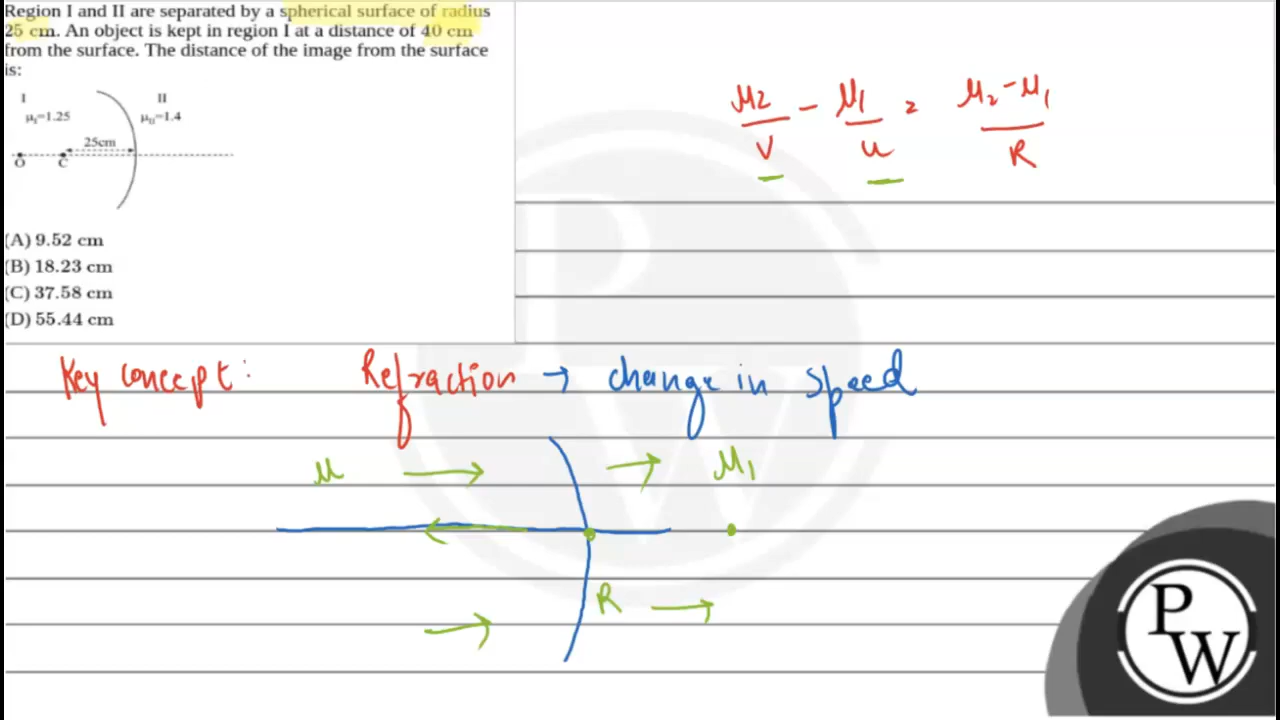 Region I and II are separated by a spherical surface of radius
25 cm. An object is kept in region I at a distance of 40 cm
from the surface. The distance of the image from the surface
is:
I II
μI=1.25 μII=1.4
25cm
O C
(A) 9.52 cm
(B) 18.23 cm
(C) 37.58 cm
(D) 55.44 cm
μ2/v - μ1/u = μ2-μ1/R
Key concept: Refraction → change in speed
μ → → μ1
R →
PW
PW